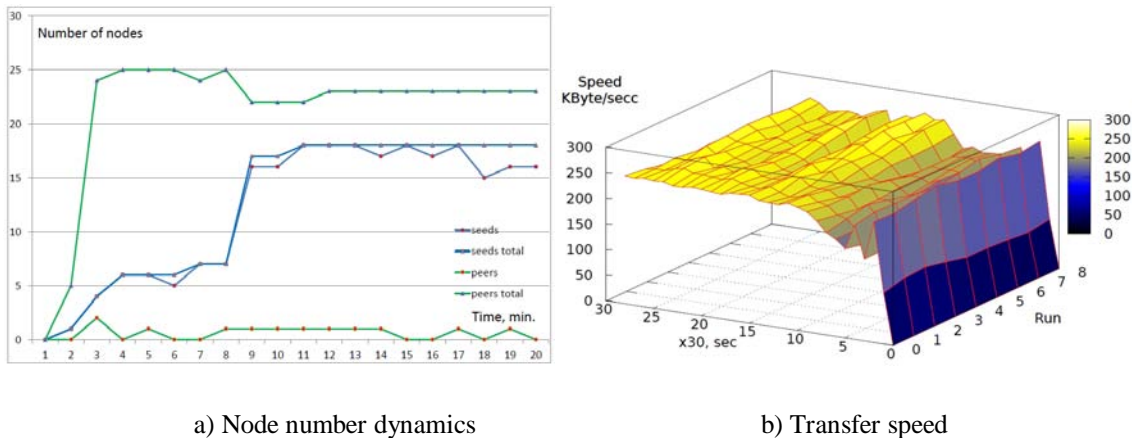 30
Number of nodes
25
20
15
10
5
0
seeds
seeds total
peers
peers total
Time, min.
1 2 3 4 5 6 7 8 9 10 11 12 13 14 15 16 17 18 19 20
Speed
KByte/secc
300
250
200
150
100
50
0
30 25 20 15 10 5 0
x30, sec
0 1 2 3 4 5 6 7 8
Run
300
250
200
150
100
50
0
a) Node number dynamics
b) Transfer speed